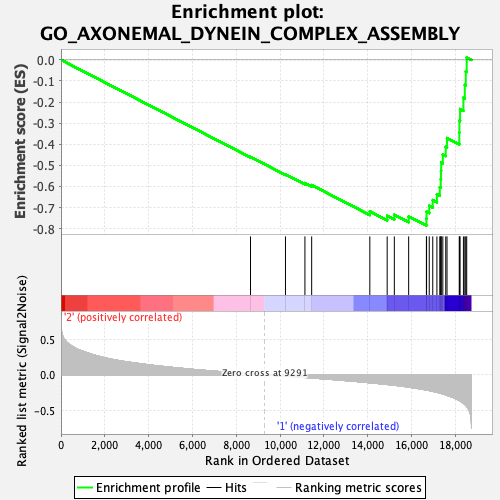 Enrichment plot:
GO_AXONEMAL_DYNEIN_COMPLEX_ASSEMBLY
Enrichment score (ES)
0.0
-0.1
-0.2
-0.3
-0.4
-0.5
-0.6
-0.7
-0.8
'2' (positively correlated)
Ranked list metric (Signal2Noise)
0.5
0.0
-0.5
Zero cross at 9291
'1' (negatively correlated)
0 2,000 4,000 6,000 8,000 10,000 12,000 14,000 16,000 18,000
Rank in Ordered Dataset
Enrichment profile Hits Ranking metric scores